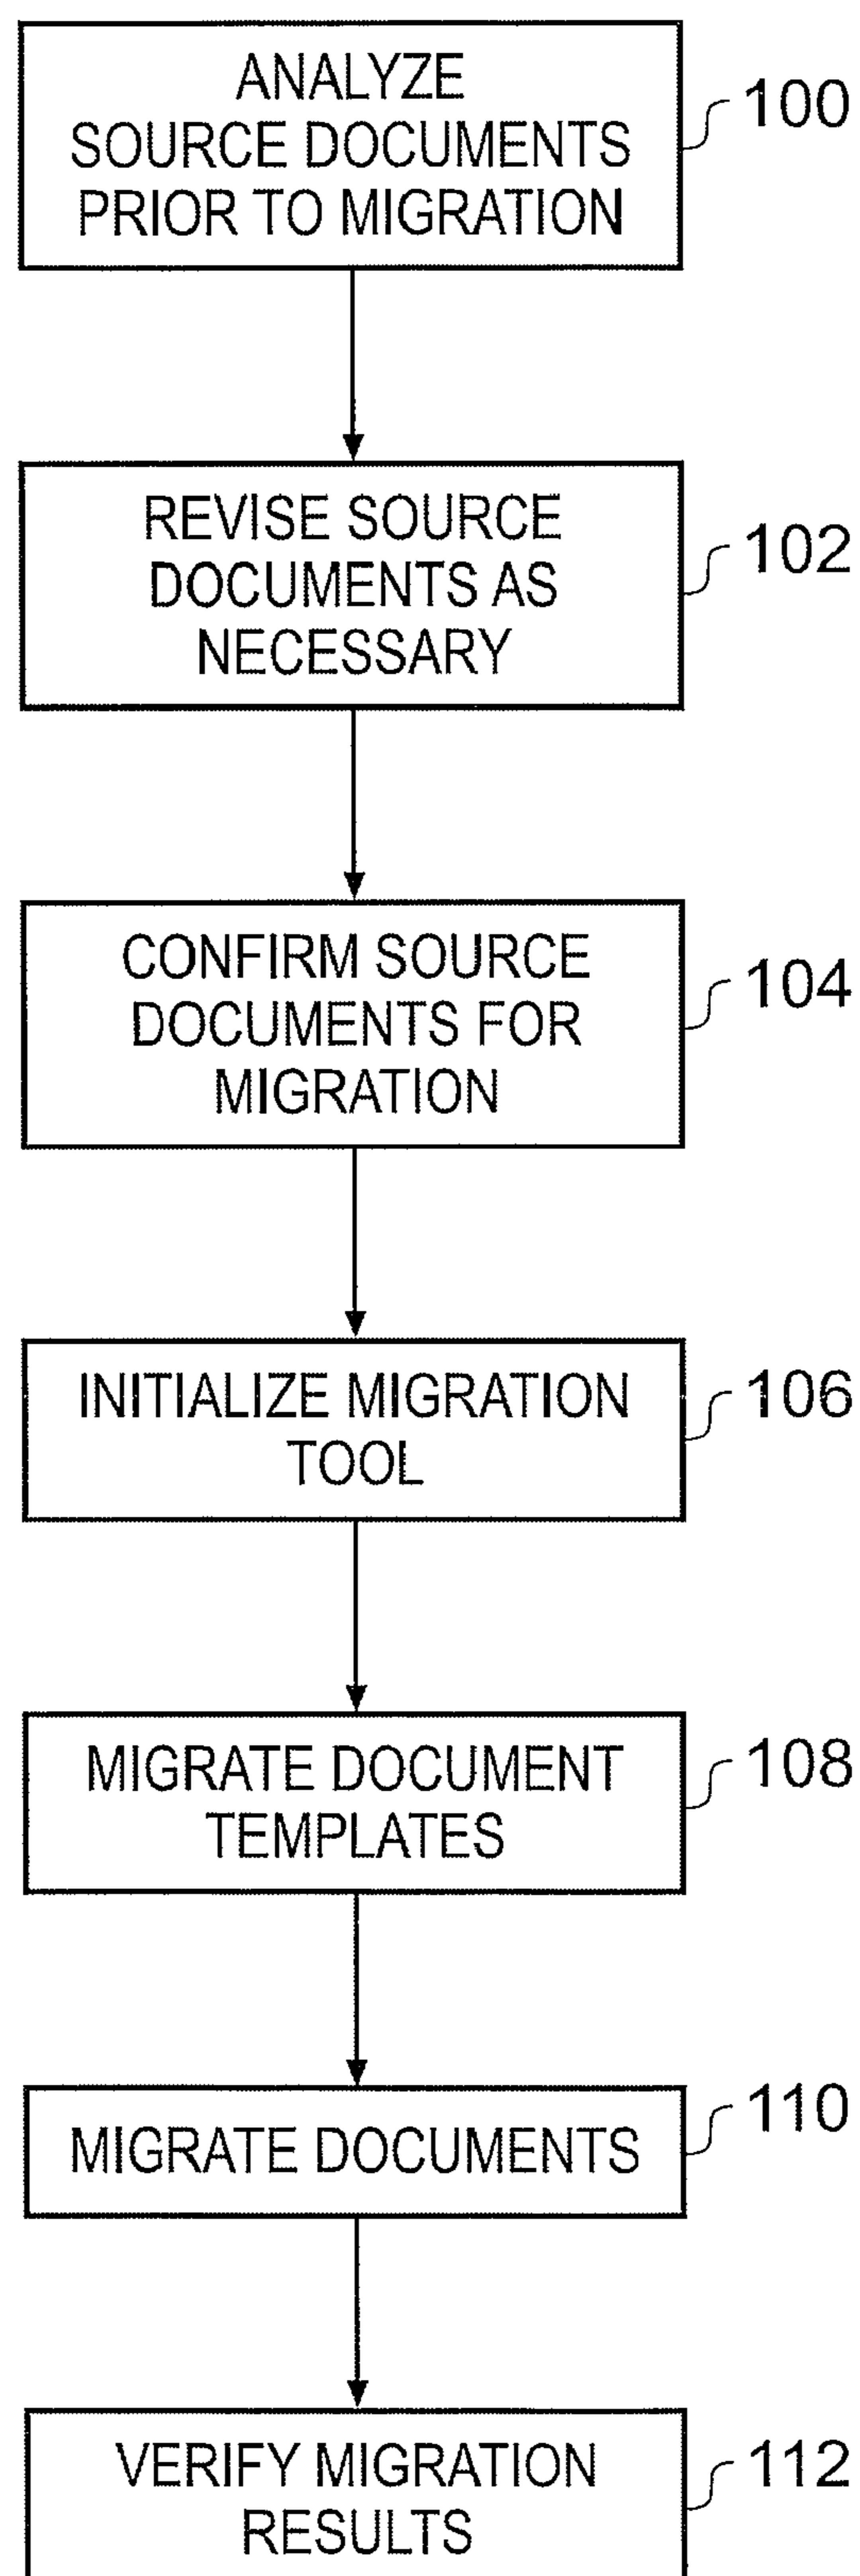 ANALYZE
SOURCE DOCUMENTS
PRIOR TO MIGRATION
100
REVISE SOURCE
DOCUMENTS AS
NECESSARY
102
CONFIRM SOURCE
DOCUMENTS FOR
MIGRATION
104
INITIALIZE MIGRATION
TOOL
106
MIGRATE DOCUMENT
TEMPLATES
108
MIGRATE DOCUMENTS
110
VERIFY MIGRATION
RESULTS
112